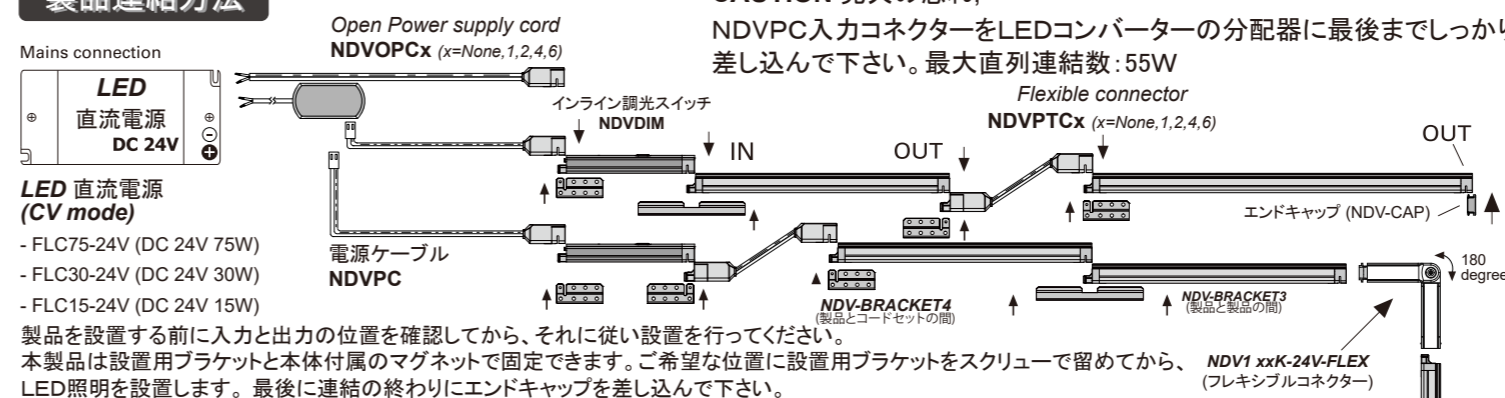 製品連結方法
NDVPC入力コネクターをLEDコンバーターの分配器に最後までしっかり
差し込んで下さい。最大直列連結数:55W
Mains connection
LED
直流電源
DC 24V
Open Power supply cord
NDVOPCx (x=None,1,2,4,6)
インライン調光スイッチ
NDVDIM
IN
OUT
Flexible connector
NDVPTCx (x=None,1,2,4,6)
OUT
エンドキャップ (NDV-CAP)
LED 直流電源
(CV mode)
- FLC75-24V (DC 24V 75W)
- FLC30-24V (DC 24V 30W)
- FLC15-24V (DC 24V 15W)
電源ケーブル
NDVPC
NDV-BRACKET4
(製品とコードセットの間)
NDV-BRACKET3
(製品と製品の間)
180
degree
NDV1 xxK-24V-FLEX
(フレキシブルコネクター)
製品を設置する前に入力と出力の位置を確認してから、それに従い設置を行ってください。
本製品は設置用ブラケットと本体付属のマグネットで固定できます。ご希望な位置に設置用ブラケットをスクリューで留めてから、
LED照明を設置します。最後に連結の終わりにエンドキャップを差し込んで下さい。